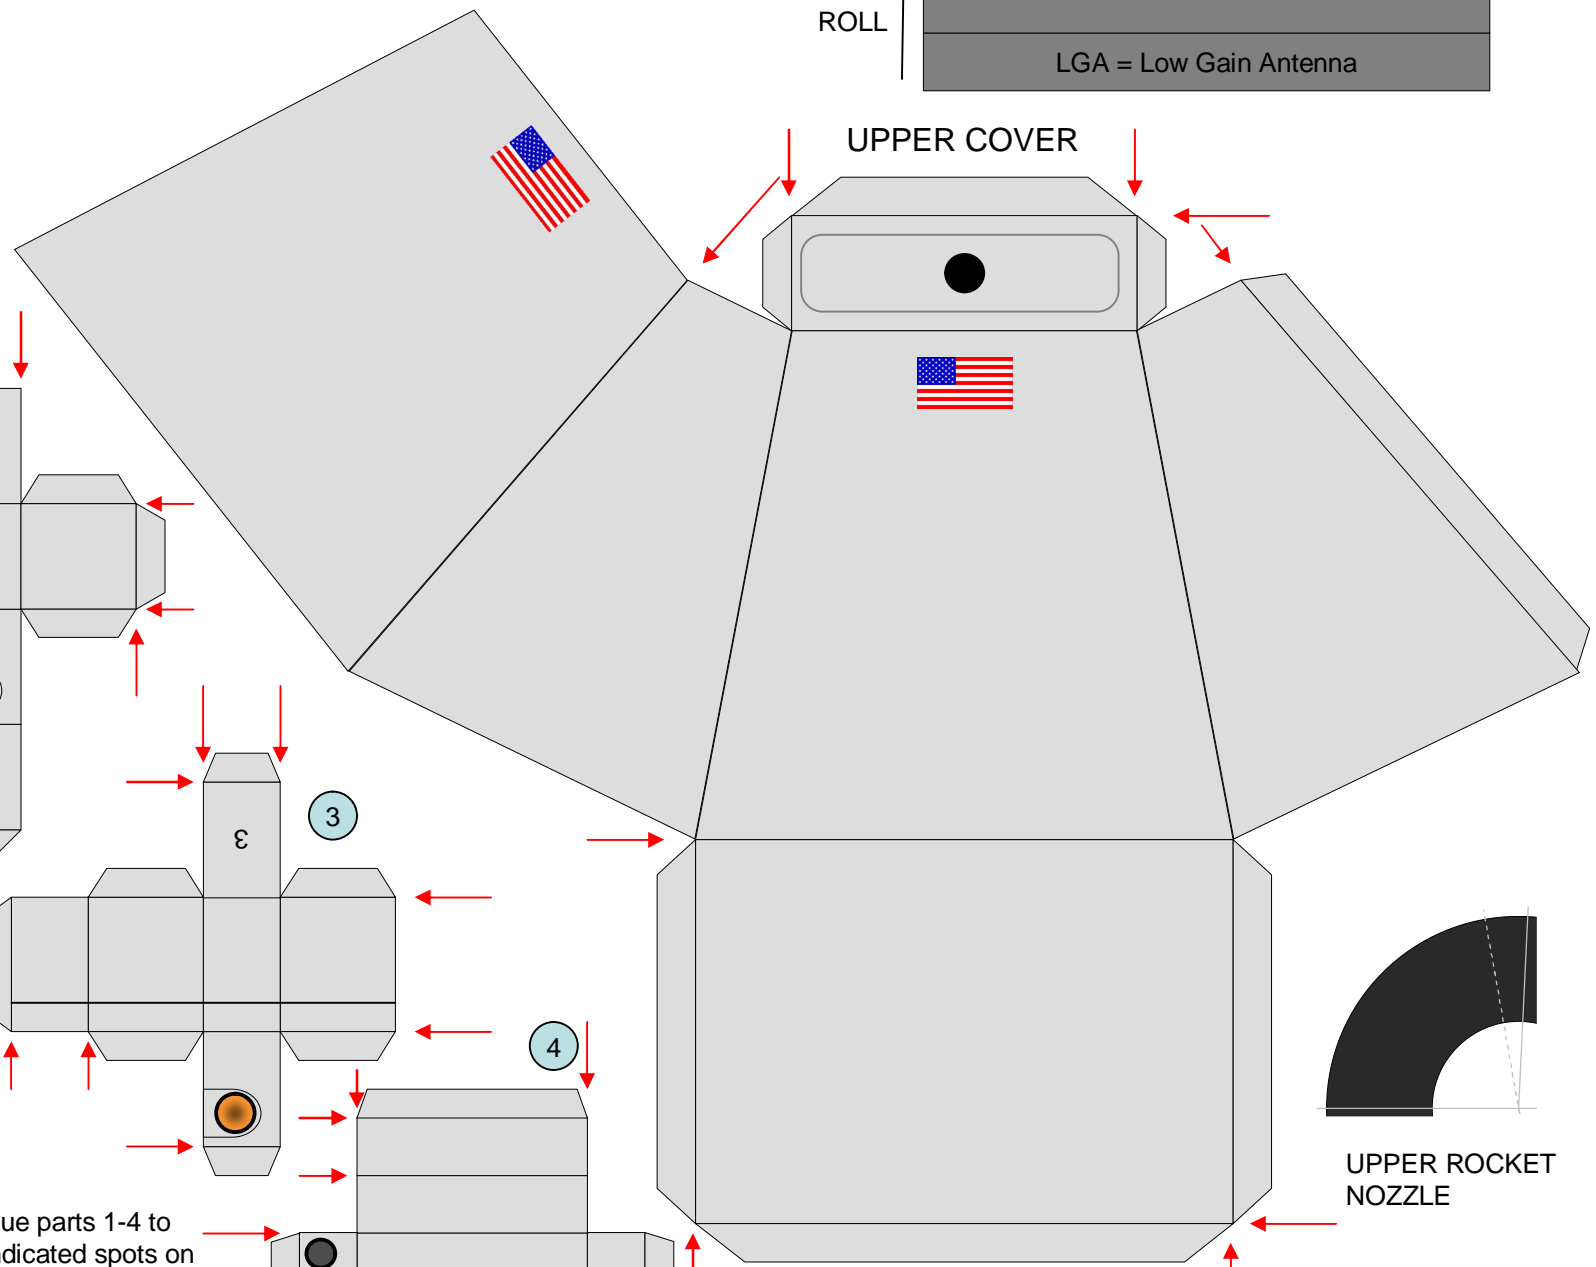 ROLL
LGA = Low Gain Antenna
UPPER COVER
3
3
4
UPPER ROCKET
NOZZLE
ue parts 1-4 to
ndicated spots on